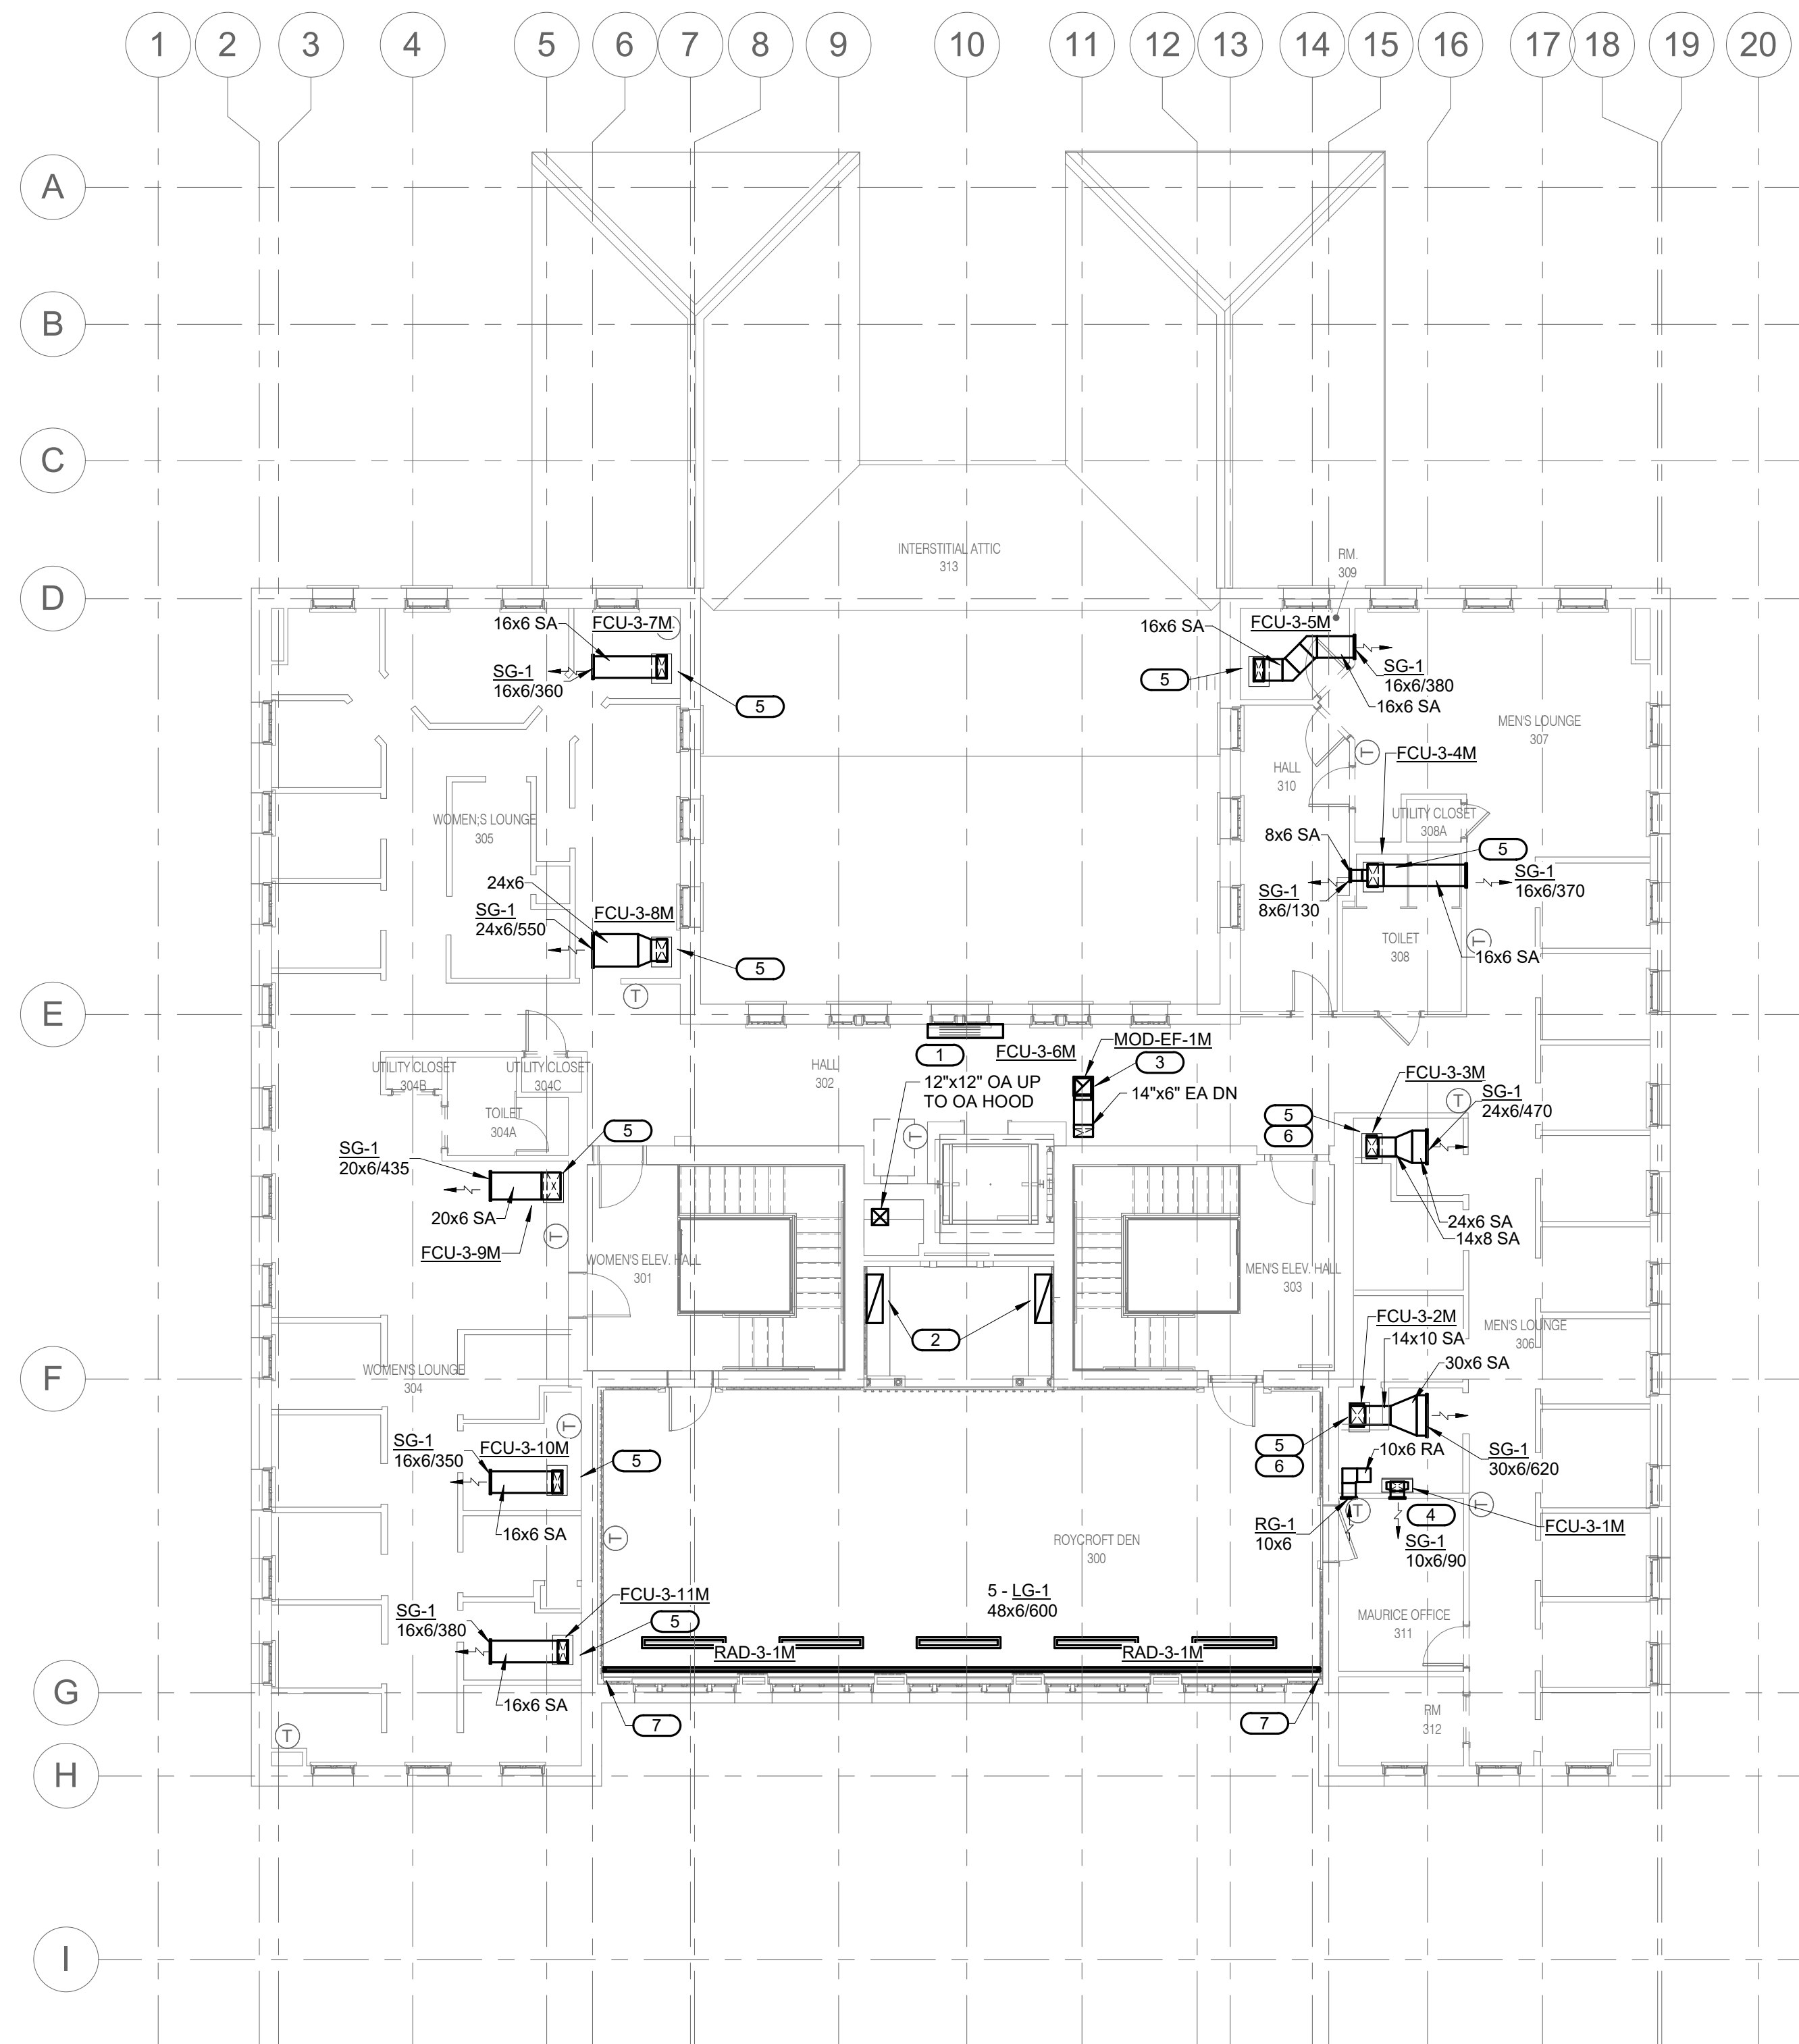 1 2 3 4 5 6 7 8 9 10 11 12 13 14 15 16 17 18 19 20
A
B
C
INTERSTITIAL ATTIC
313
RM.
309
D
16x6 SA
FCU-3-7M
SG-1
16x6/360
5
16x6 SA
FCU-3-5M
5
SG-1
16x6/380
16x6 SA
MEN'S LOUNGE
307
FCU-3-4M
HALL
310
T
WOMEN;S LOUNGE
305
UTILITY CLOSET
308A
8x6 SA
5
24x6
SG-1
24x6/550
FCU-3-8M
SG-1
8x6/130
SG-1
16x6/370
TOILET
308
T
16x6 SA
5
T
E
1
FCU-3-6M
MOD-EF-1M
3
HALL
302
12"x12" OA UP
TO OA HOOD
14"x6" EA DN
UTILITY CLOSET
304B
UTILITY CLOSET
304C
TOILET
304A
5
T
FCU-3-3M
T
SG-1
24x6/470
5
6
SG-1
20x6/435
20x6 SA
T
FCU-3-9M
24x6 SA
14x8 SA
WOMEN'S ELEV. HALL
301
MEN'S ELEV. HALL
303
2
FCU-3-2M
14x10 SA
MEN'S LOUNGE
306
30x6 SA
F
WOMEN'S LOUNGE
304
T
SG-1
16x6/350
FCU-3-10M
5
16x6 SA
5
6
10x6 RA
SG-1
30x6/620
T
RG-1
10x6
T
4
T
FCU-3-1M
SG-1
10x6/90
ROYCROFT DEN
300
5 - LG-1
48x6/600
FCU-3-11M
SG-1
16x6/380
5
MAURICE OFFICE
311
RAD-3-1M
RAD-3-1M
16x6 SA
G
RM
312
7
7
T
H
I